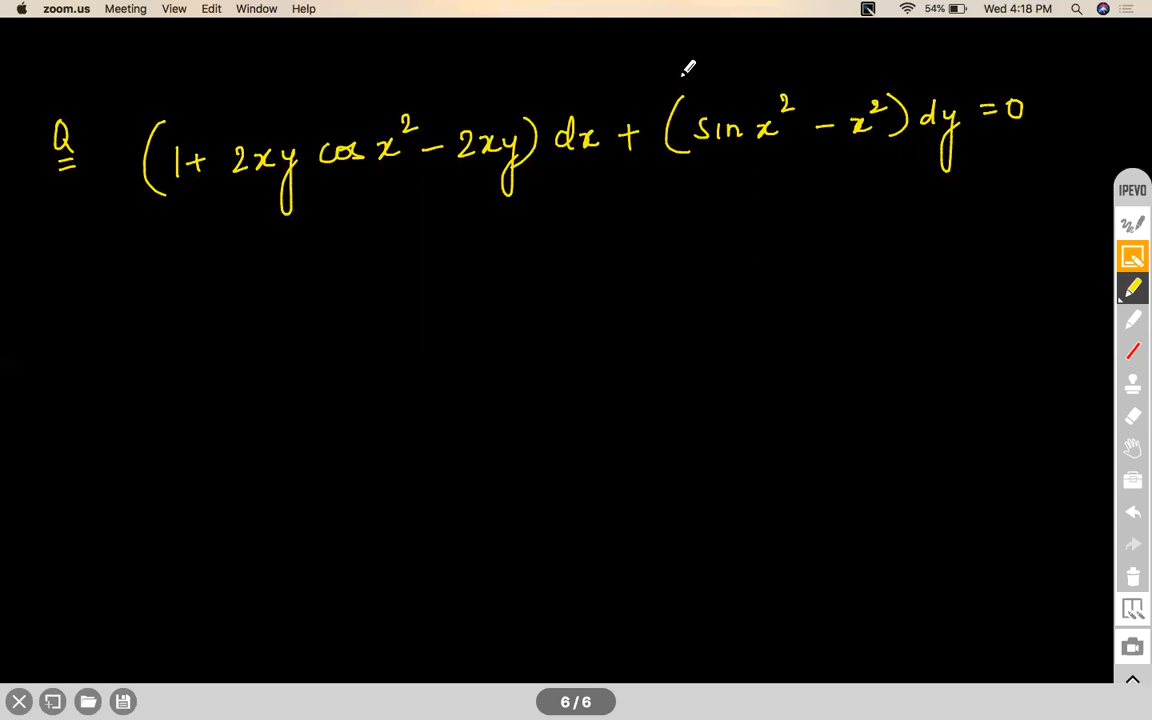 zoom.us Meeting View Edit Window Help 54% Wed 4:18 PM
Q (1 + 2xy cos x² - 2xy) dx + (sin x² - x²) dy = 0
IPEVO
6 / 6